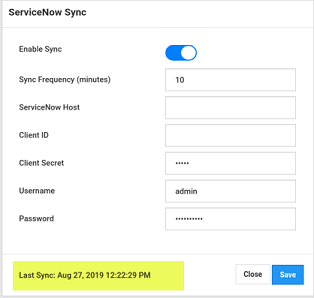 ServiceNow Sync
Enable Sync
Sync Frequency (minutes) 10
ServiceNow Host
Client ID
Client Secret •••••
Username admin
Password ••••••••••
Last Sync: Aug 27, 2019 12:22:29 PM Close Save